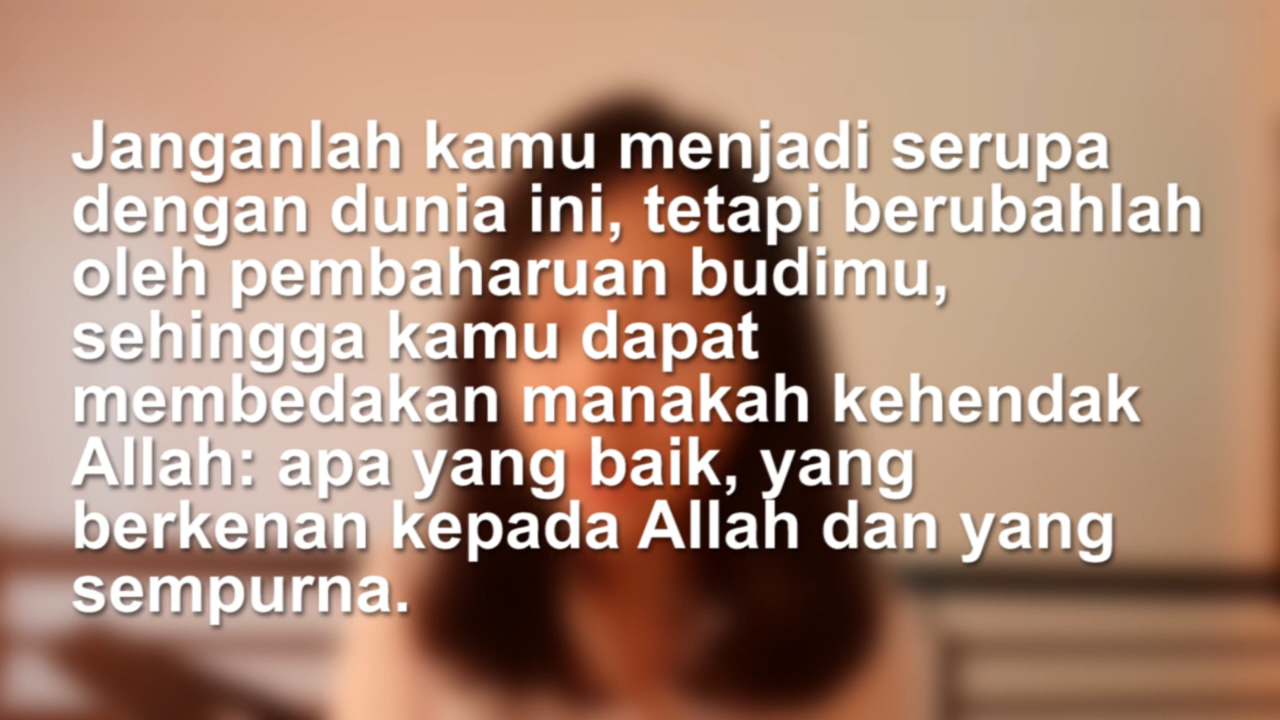 Janganlah kamu menjadi serupa
dengan dunia ini, tetapi berubahlah
oleh pembaharuan budimu,
sehingga kamu dapat
membedakan manakah kehendak
Allah: apa yang baik, yang
berkenan kepada Allah dan yang
sempurna.